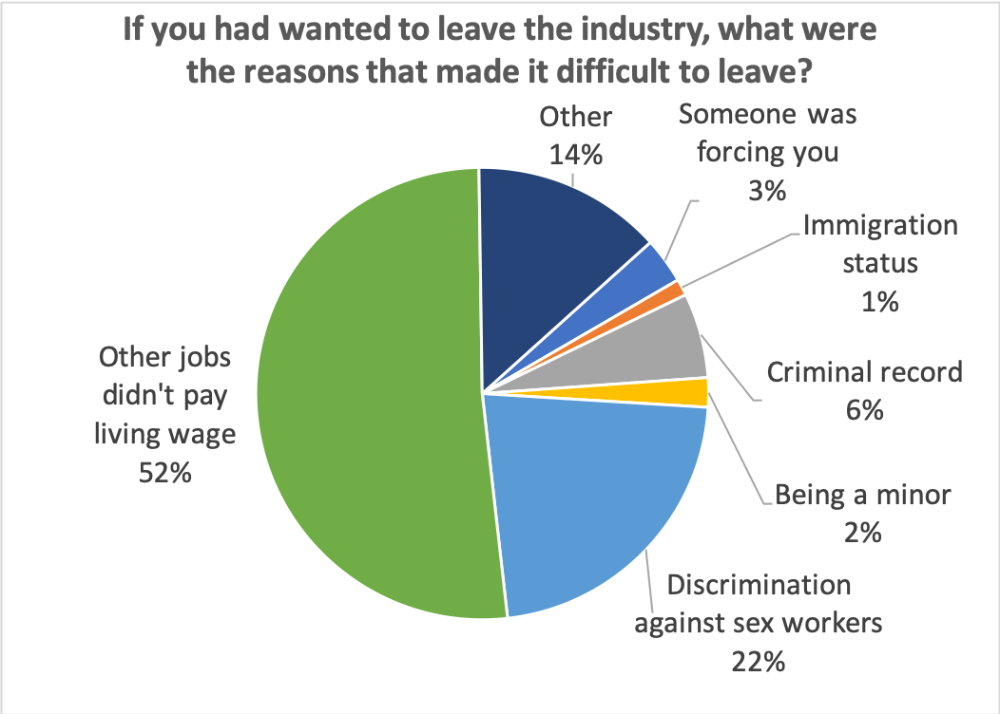 If you had wanted to leave the industry, what were
the reasons that made it difficult to leave?
Other
14%
Someone was
forcing you
3%
Immigration
status
1%
Criminal record
6%
Being a minor
2%
Discrimination
against sex workers
22%
Other jobs
didn't pay
living wage
52%